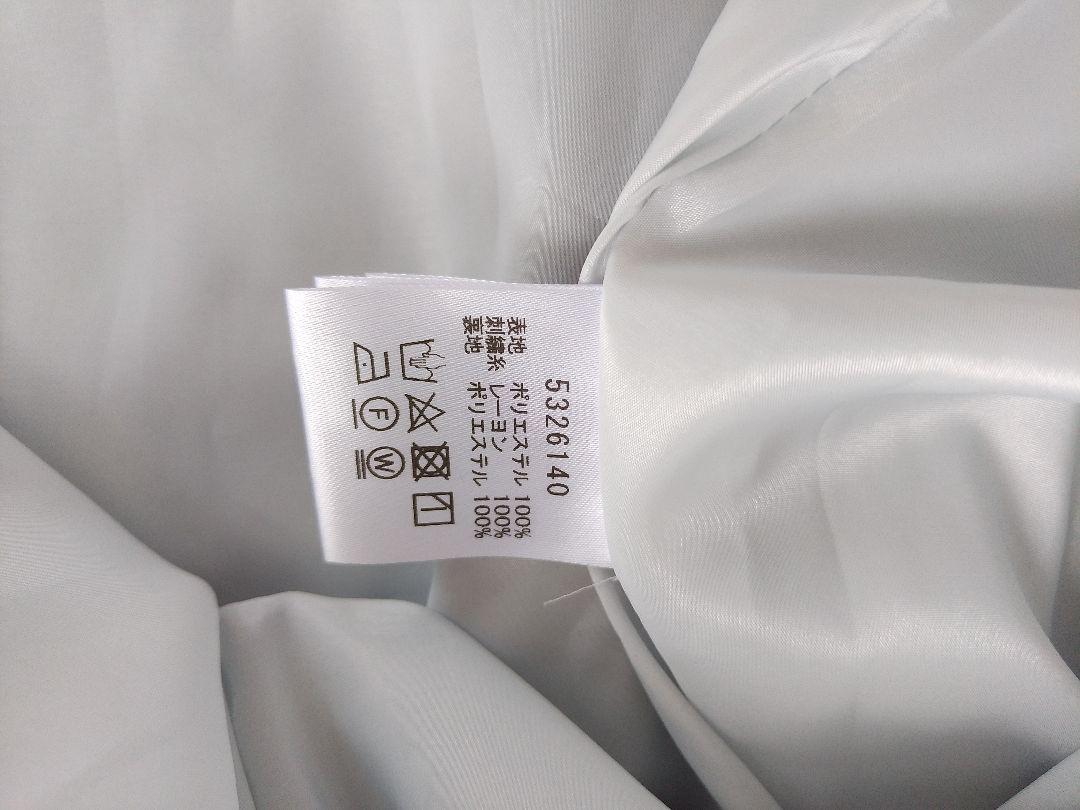 5326140
表地 ポリエステル 100%
刺繍糸 レーヨン 100%
裏地 ポリエステル 100%
W
F